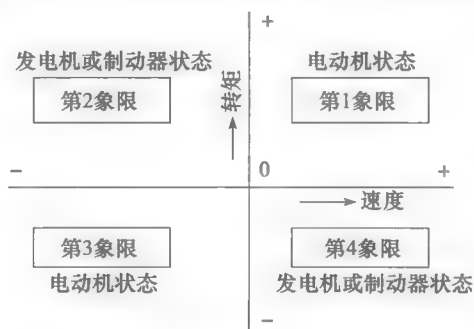 +
发电机或制动器状态
电动机状态
第2象限
转矩
第1象限
-
0
+
速度
第3象限
第4象限
电动机状态
发电机或制动器状态
-